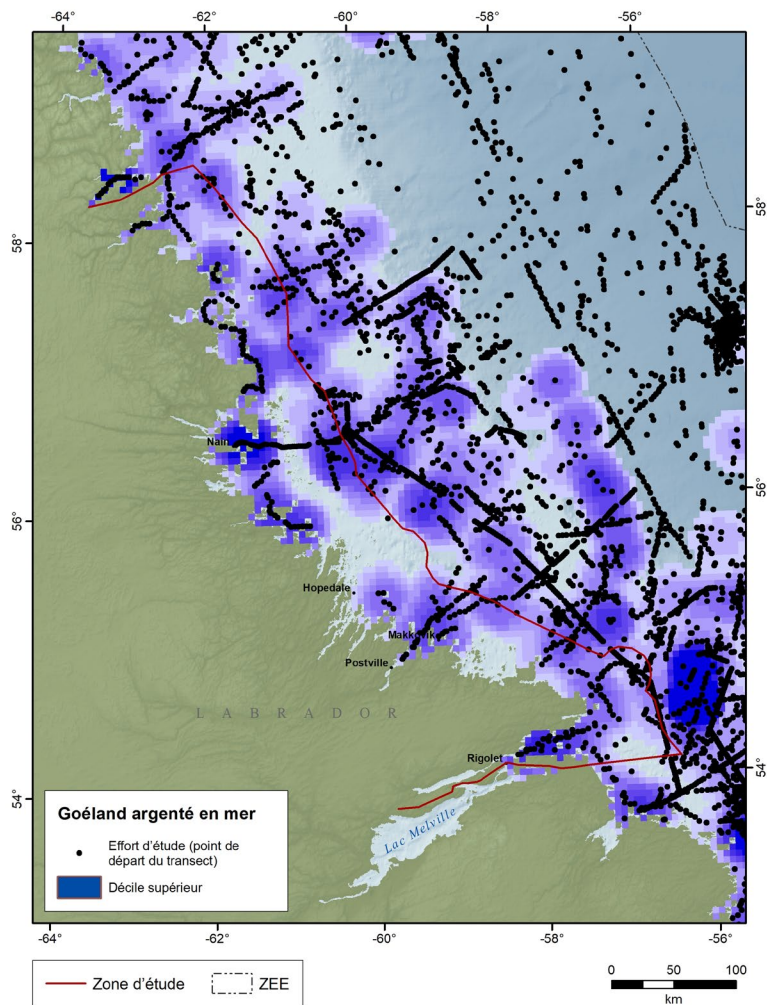 -64° -62° -60° -58° -56°
58°
58°
56°
Nain
56°
Hopedale
Makkovik
Postville
LABRADOR
Rigolet
54°
54°
Lac Melville
Goéland argenté en mer
Effort d'étude (point de
départ du transect)
Décile supérieur
-64° -62° -60° -58° -56°
Zone d'étude
ZEE
0 50 100
km